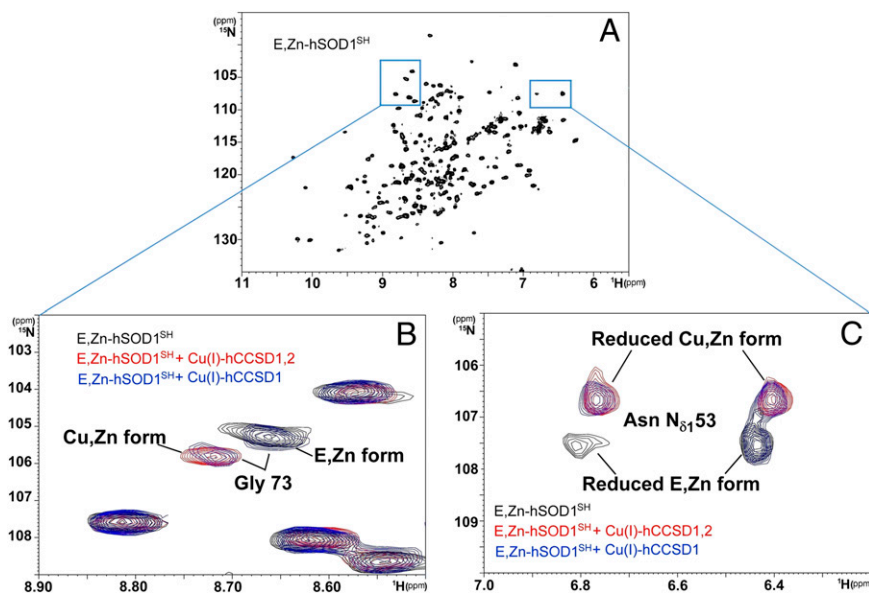 (ppm)
15N
E,Zn-hSOD1SH
A
105
110
115
120
130
11 10 9 8 7 6 1H(ppm)
(ppm)
15N
E,Zn-hSOD1SH
B
103
E,Zn-hSOD1SH + Cu(I)-hCCSD1,2
E,Zn-hSOD1SH + Cu(I)-hCCSD1
104
105
Cu,Zn form
E,Zn form
106
Gly 73
107
108
8.90 8.80 8.70 8.60 1H(ppm)
(ppm)
15N
C
Reduced Cu,Zn form
106
Asn Nδ153
107
108
Reduced E,Zn form
E,Zn-hSOD1SH
109
E,Zn-hSOD1SH + Cu(I)-hCCSD1,2
E,Zn-hSOD1SH + Cu(I)-hCCSD1
7.0 6.8 6.6 6.4 1H(ppm)